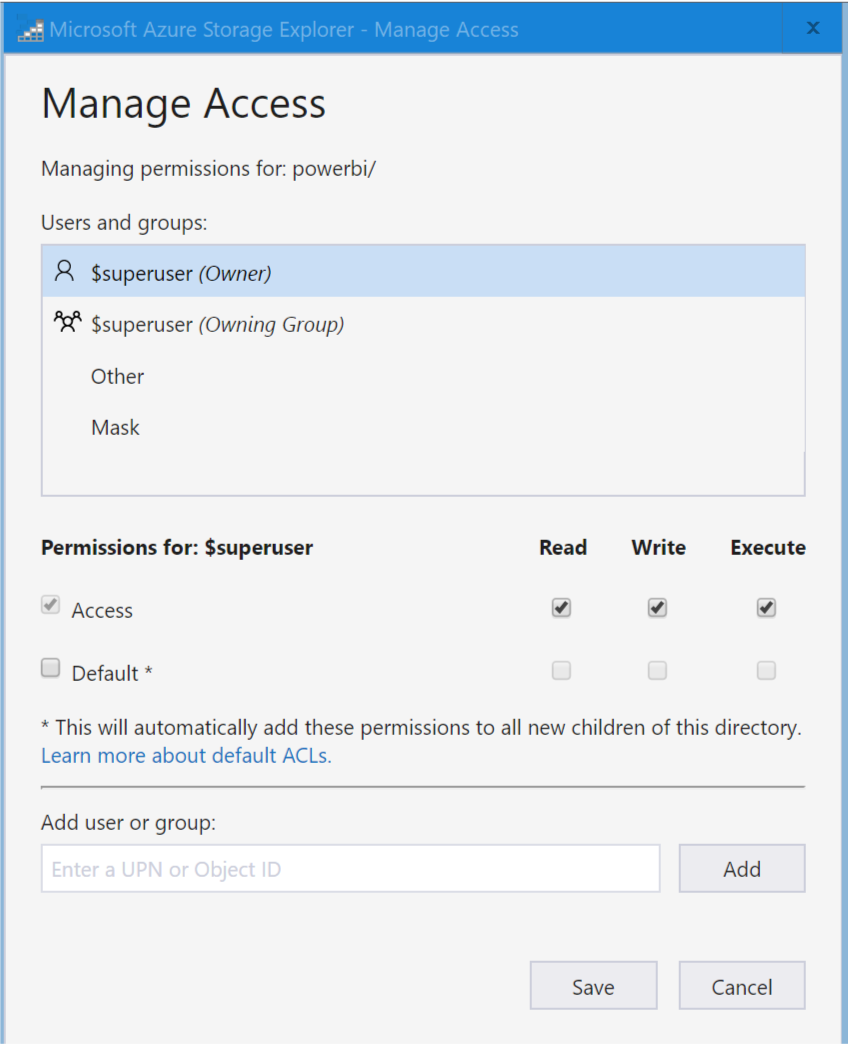 Microsoft Azure Storage Explorer - Manage Access x
Manage Access
Managing permissions for: powerbi/
Users and groups:
$superuser (Owner)
$superuser (Owning Group)
Other
Mask
Permissions for: $superuser Read Write Execute
Access
Default *
* This will automatically add these permissions to all new children of this directory.
Learn more about default ACLs.
Add user or group:
Enter a UPN or Object ID Add
Save Cancel